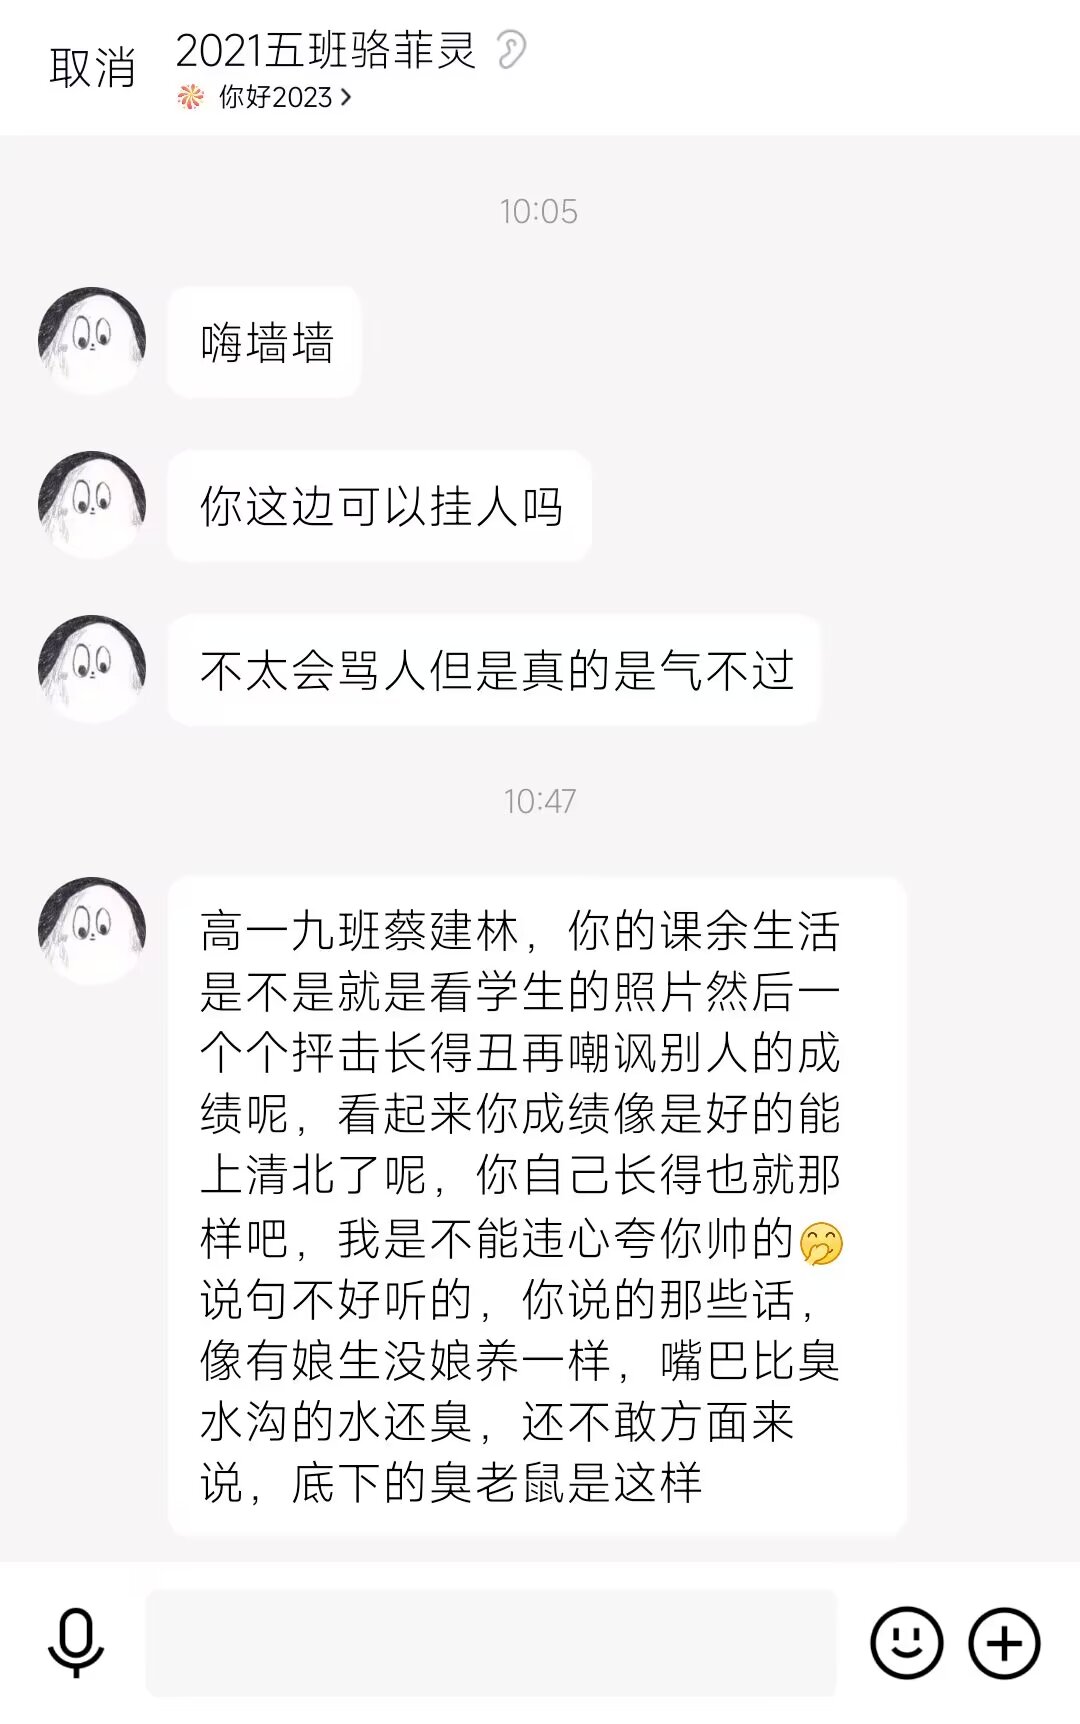 取消
2021五班骆菲灵
你好2023
10:05
嗨墙墙
你这边可以挂人吗
不太会骂人但是真的是气不过
10:47
高一九班蔡建林，你的课余生活
是不是就是看学生的照片然后一
个个抨击长得丑再嘲讽别人的成
绩呢，看起来你成绩像是好的能
上清北了呢，你自己长得也就那
样吧，我是不能违心夸你帅的🤭
说句不好听的，你说的那些话，
像有娘生没娘养一样，嘴巴比臭
水沟的水还臭，还不敢方面来
说，底下的臭老鼠是这样